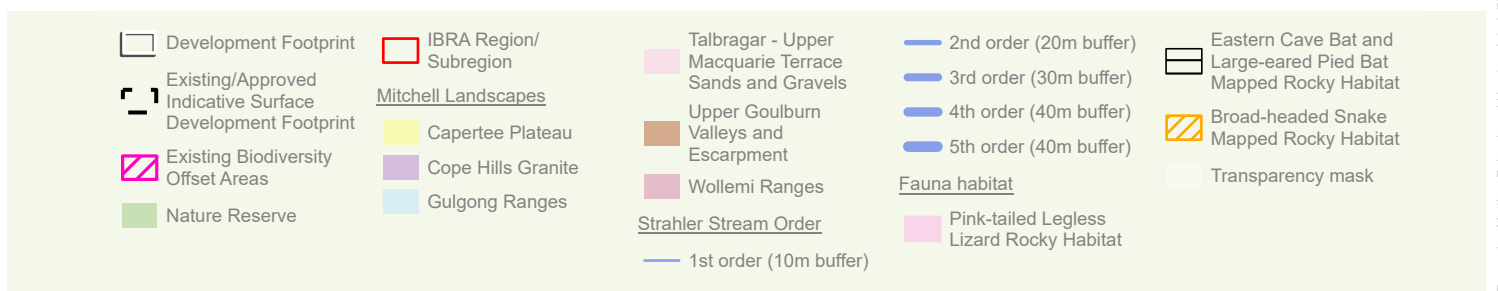 Development Footprint
Existing/Approved
Indicative Surface
Development Footprint
Existing Biodiversity
Offset Areas
Nature Reserve
IBRA Region/
Subregion
Mitchell Landscapes
Capertee Plateau
Cope Hills Granite
Gulgong Ranges
Talbragar - Upper
Macquarie Terrace
Sands and Gravels
Upper Goulburn
Valleys and
Escarpment
Wollemi Ranges
Strahler Stream Order
1st order (10m buffer)
2nd order (20m buffer)
3rd order (30m buffer)
4th order (40m buffer)
5th order (40m buffer)
Fauna habitat
Pink-tailed Legless
Lizard Rocky Habitat
Eastern Cave Bat and
Large-eared Pied Bat
Mapped Rocky Habitat
Broad-headed Snake
Mapped Rocky Habitat
Transparency mask